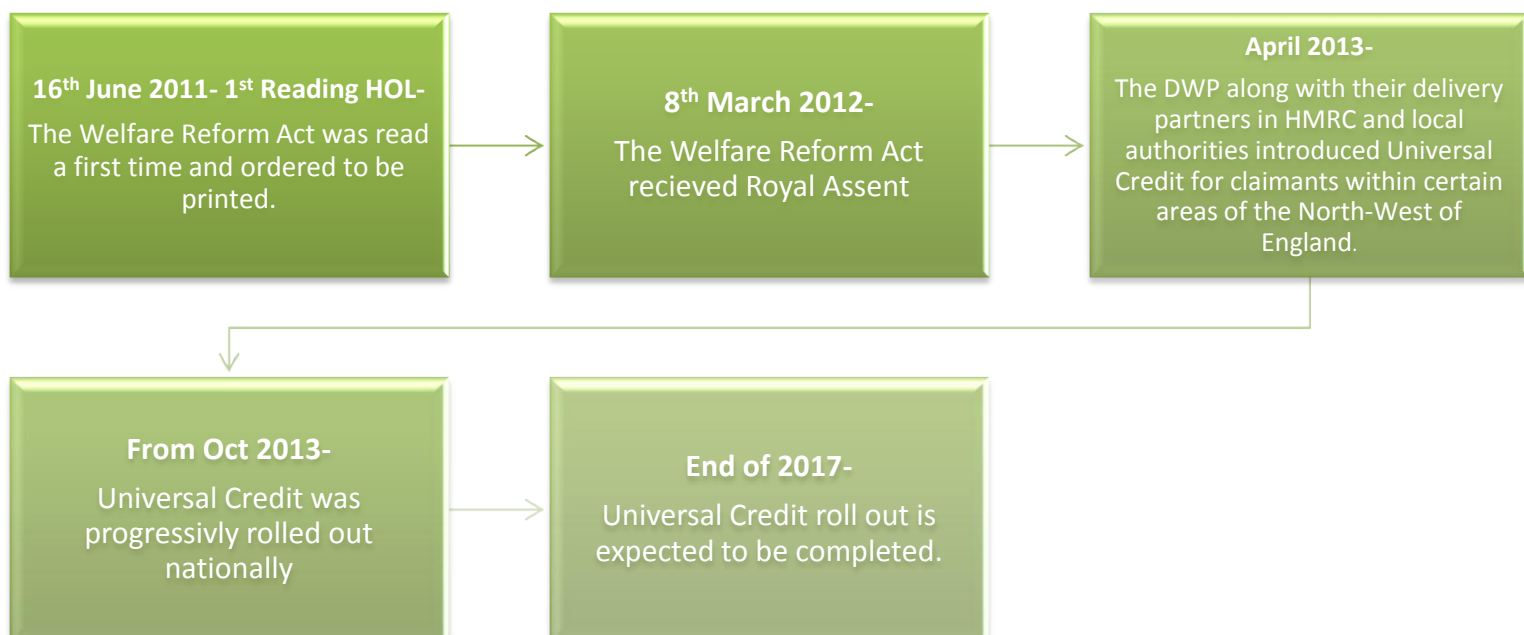 16th June 2011- 1st Reading HOL-
The Welfare Reform Act was read
a first time and ordered to be
printed.
8th March 2012-
The Welfare Reform Act
recieved Royal Assent
April 2013-
The DWP along with their delivery
partners in HMRC and local
authorities introduced Universal
Credit for claimants within certain
areas of the North-West of
England.
From Oct 2013-
Universal Credit was
progressivly rolled out
nationally
End of 2017-
Universal Credit roll out is
expected to be completed.